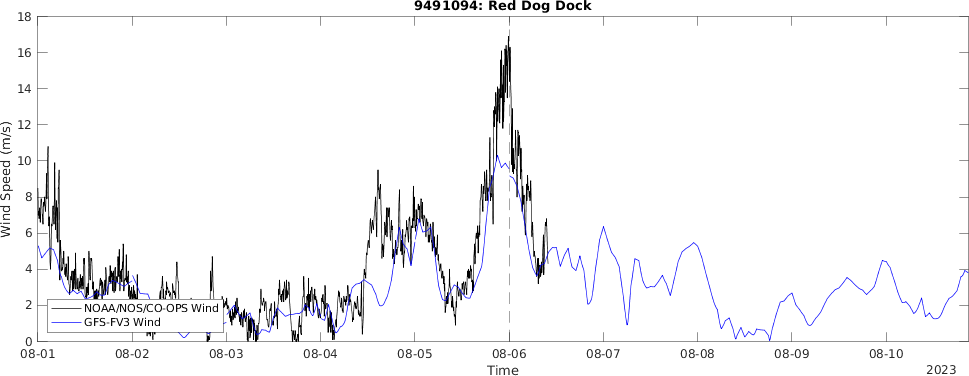 9491094: Red Dog Dock
Wind Speed (m/s)
18
16
14
12
10
8
6
4
2
0
NOAA/NOS/CO-OPS Wind
GFS-FV3 Wind
08-01 08-02 08-03 08-04 08-05 08-06 08-07 08-08 08-09 08-10
Time
2023